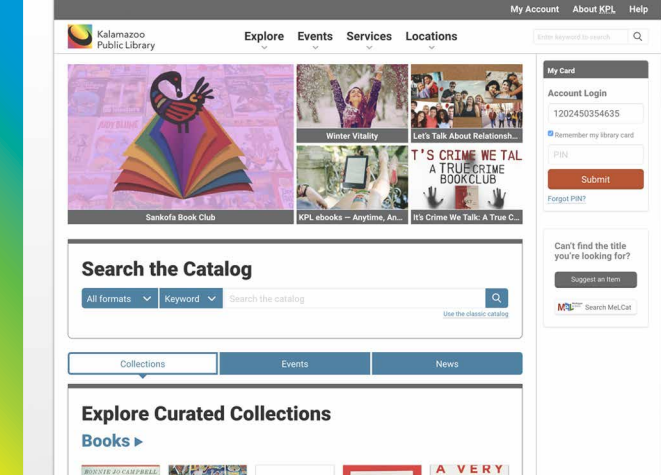 My Account About KPL Help
Kalamazoo
Public Library
Explore Events Services Locations
Enter keyword to search
Sankofa Book Club
Winter Vitality
Let's Talk About Relationsh...
KPL ebooks — Anytime, An...
T'S CRIME WE TAL
A TRUE CRIME
BOOK CLUB
It's Crime We Talk: A True C...
My Card
Account Login
1202450354635
Remember my library card
PIN
Submit
Forgot PIN?
Can't find the title
you're looking for?
Suggest an Item
Search MeLCat
Search the Catalog
All formats Keyword Search the catalog
Use the classic catalog
Collections Events News
Explore Curated Collections
Books
BONNIE JO CAMPBELL
A VERY